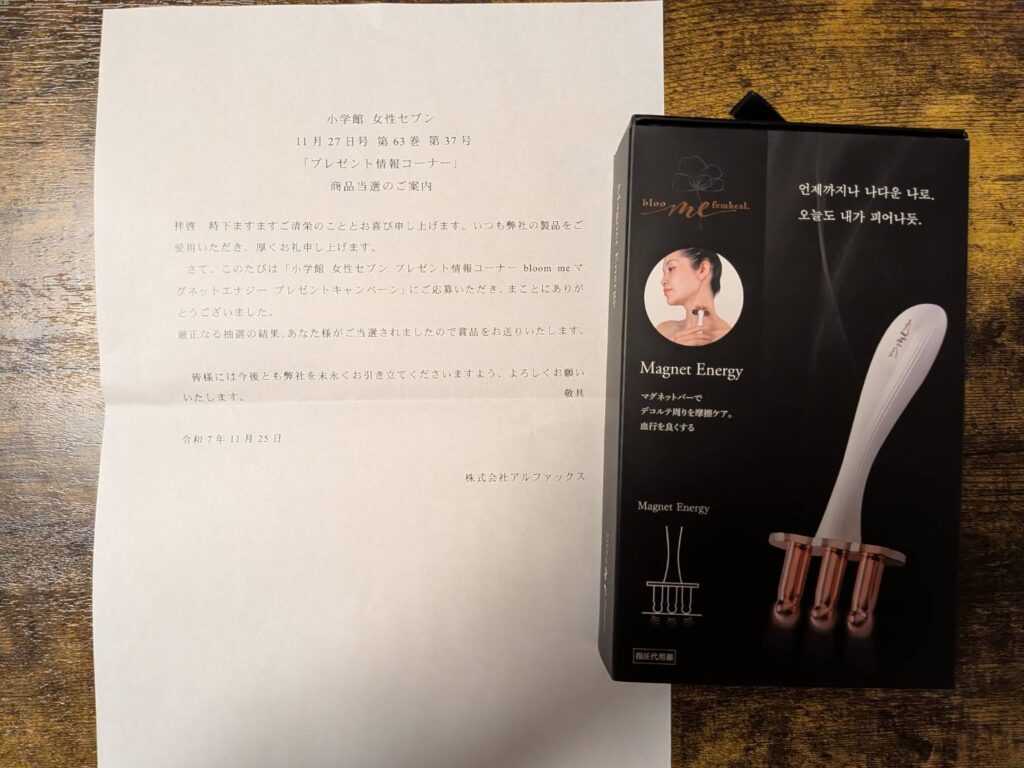 小学館 女性セブン
11月27日号 第63巻 第37号
「プレゼント情報コーナー」
商品当選のご案内
拝啓　時下ますますご清栄のこととお喜び申し上げます。いつも弊社の製品をご
愛用いただき、厚くお礼申し上げます。
さて、このたびは「小学館 女性セブン プレゼント情報コーナー bloom meマ
グネットエナジー プレゼントキャンペーン」にご応募いただき、まことにありが
とうございました。
厳正なる抽選の結果、あなた様がご当選されましたので賞品をお送りいたします。
皆様には今後とも弊社を末永くお引き立てくださいますよう、よろしくお願い
いたします。
敬具
令和7年11月25日
株式会社アルファックス
bloo me femheal.
언제까지나 나다운 나로.
오늘도 내가 피어나듯.
Magnet Energy
マグネットバーで
デコルテ周りを摩擦ケア。
血行を良くする
Magnet Energy
指圧代用器